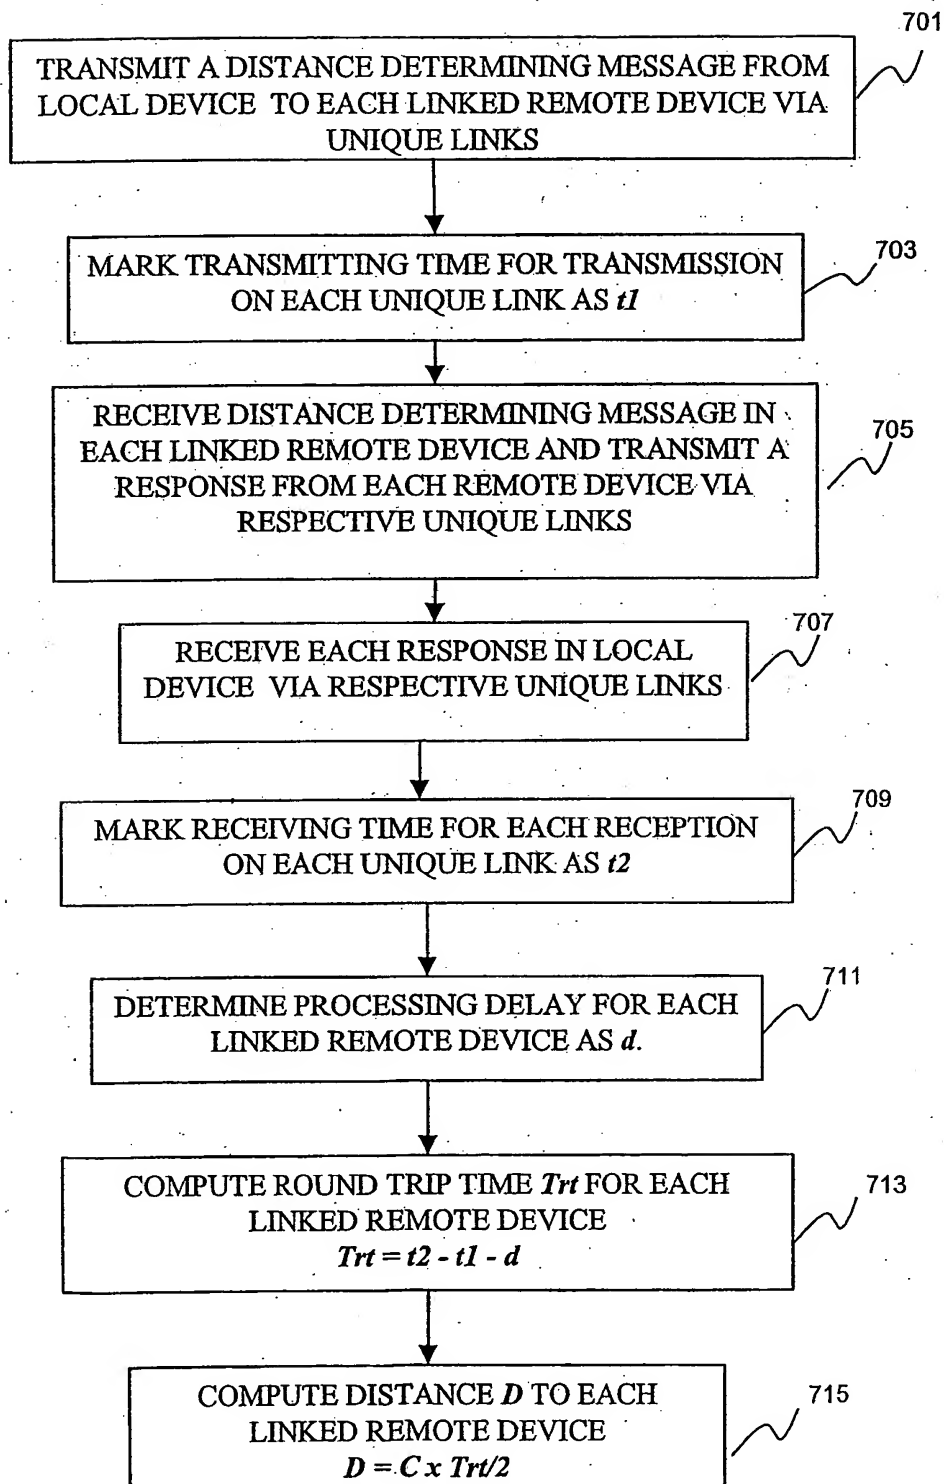 701
TRANSMIT A DISTANCE DETERMINING MESSAGE FROM
LOCAL DEVICE TO EACH LINKED REMOTE DEVICE VIA
UNIQUE LINKS
703
MARK TRANSMITTING TIME FOR TRANSMISSION
ON EACH UNIQUE LINK AS t1
705
RECEIVE DISTANCE DETERMINING MESSAGE IN
EACH LINKED REMOTE DEVICE AND TRANSMIT A
RESPONSE FROM EACH REMOTE DEVICE VIA
RESPECTIVE UNIQUE LINKS
707
RECEIVE EACH RESPONSE IN LOCAL
DEVICE VIA RESPECTIVE UNIQUE LINKS
709
MARK RECEIVING TIME FOR EACH RECEPTION
ON EACH UNIQUE LINK AS t2
711
DETERMINE PROCESSING DELAY FOR EACH
LINKED REMOTE DEVICE AS d.
713
COMPUTE ROUND TRIP TIME Trt FOR EACH
LINKED REMOTE DEVICE
Trt = t2 - t1 - d
715
COMPUTE DISTANCE D TO EACH
LINKED REMOTE DEVICE
D = C x Trt/2